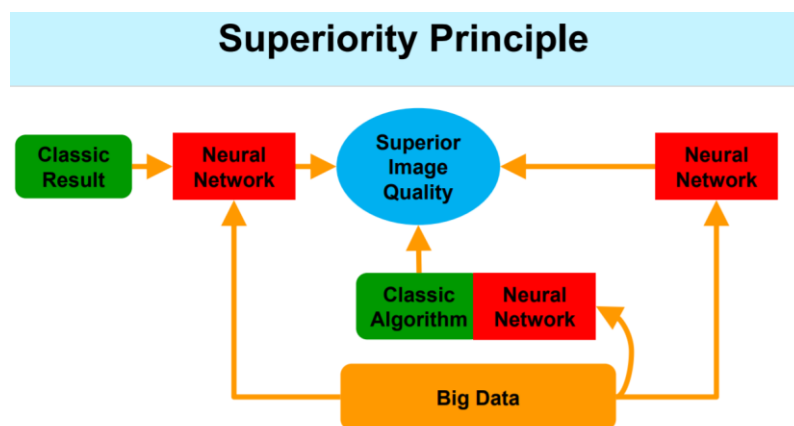 Superiority Principle
Classic
Result
Neural
Network
Superior
Image
Quality
Neural
Network
Classic
Algorithm
Neural
Network
Big Data